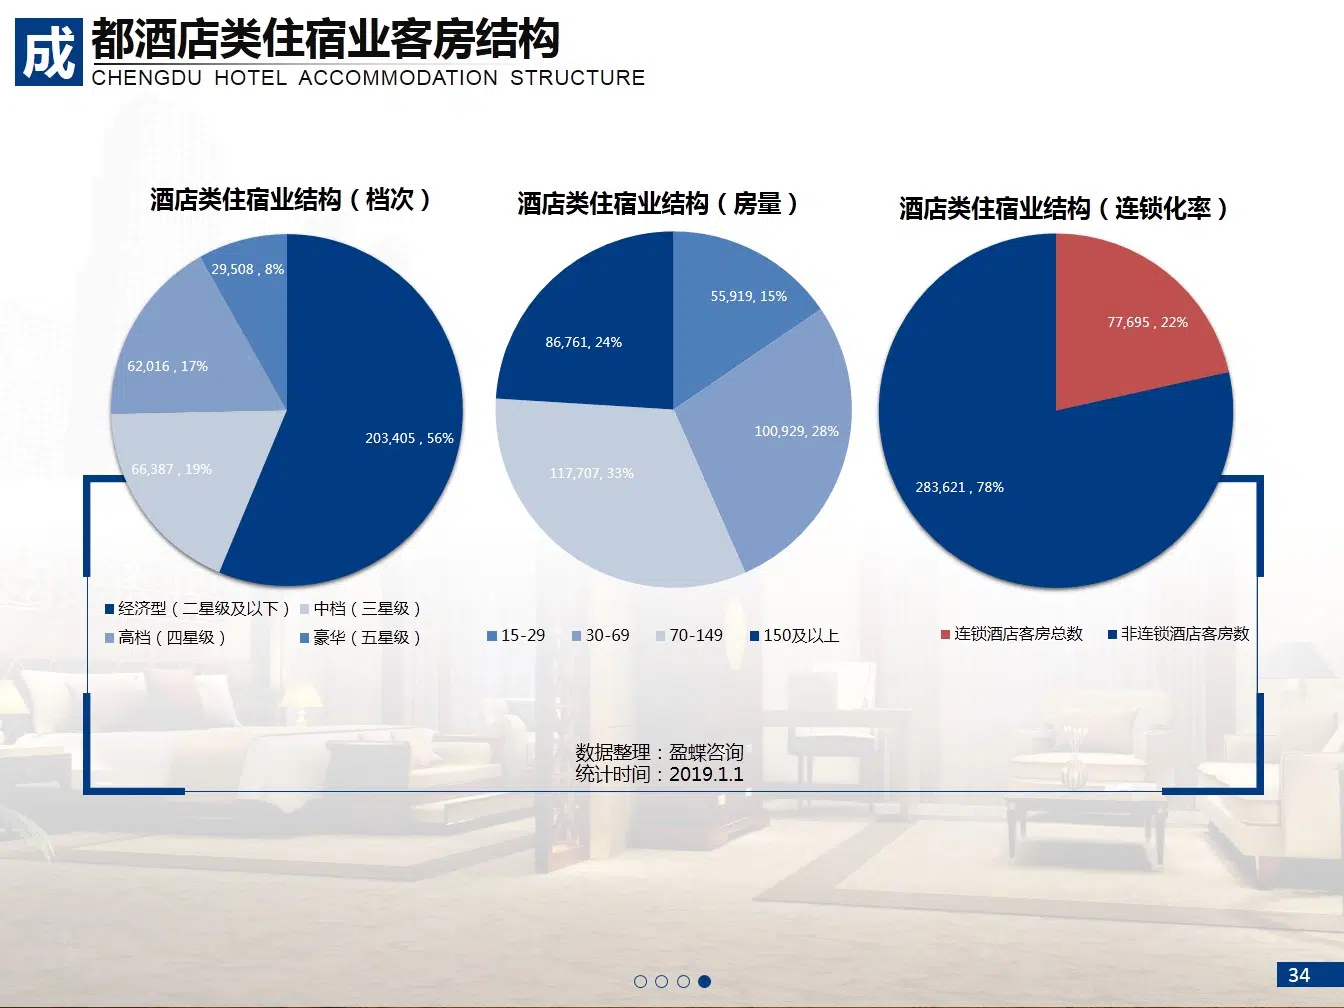 成都酒店类住宿业客房结构
CHENGDU HOTEL ACCOMMODATION STRUCTURE
酒店类住宿业结构（档次）
29,508 , 8%
62,016 , 17%
203,405 , 56%
66,387 , 19%
经济型（二星级及以下）
中档（三星级）
高档（四星级）
豪华（五星级）
酒店类住宿业结构（房量）
55,919, 15%
86,761, 24%
100,929, 28%
117,707, 33%
15-29
30-69
70-149
150及以上
酒店类住宿业结构（连锁化率）
77,695 , 22%
283,621 , 78%
连锁酒店客房总数
非连锁酒店客房数
数据整理：盈蝶咨询
统计时间：2019.1.1
34